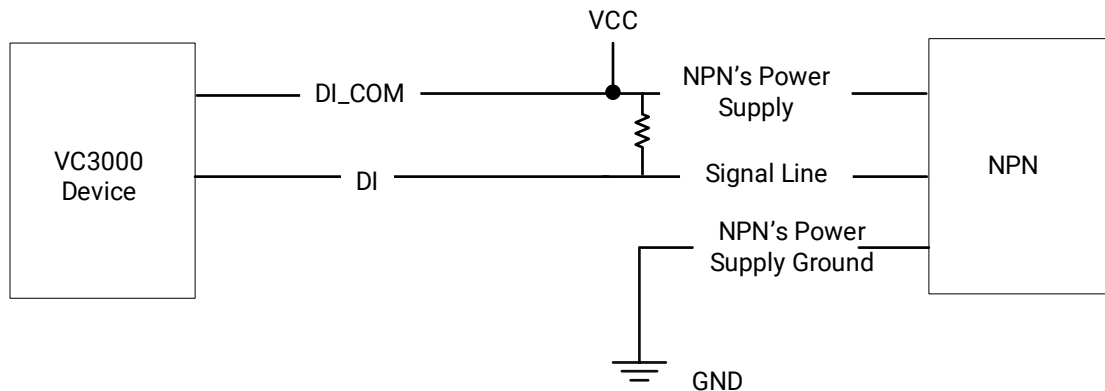 VCC
DI_COM
NPN’s Power
Supply
VC3000
Device
DI
Signal Line
NPN
NPN’s Power
Supply Ground
GND